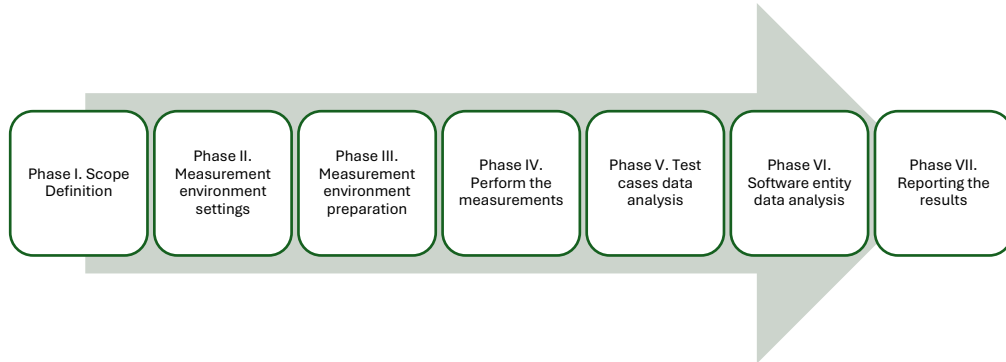 Phase I. Scope
Definition
Phase II.
Measurement
environment
settings
Phase III.
Measurement
environment
preparation
Phase IV.
Perform the
measurements
Phase V. Test
cases data
analysis
Phase VI.
Software entity
data analysis
Phase VII.
Reporting the
results